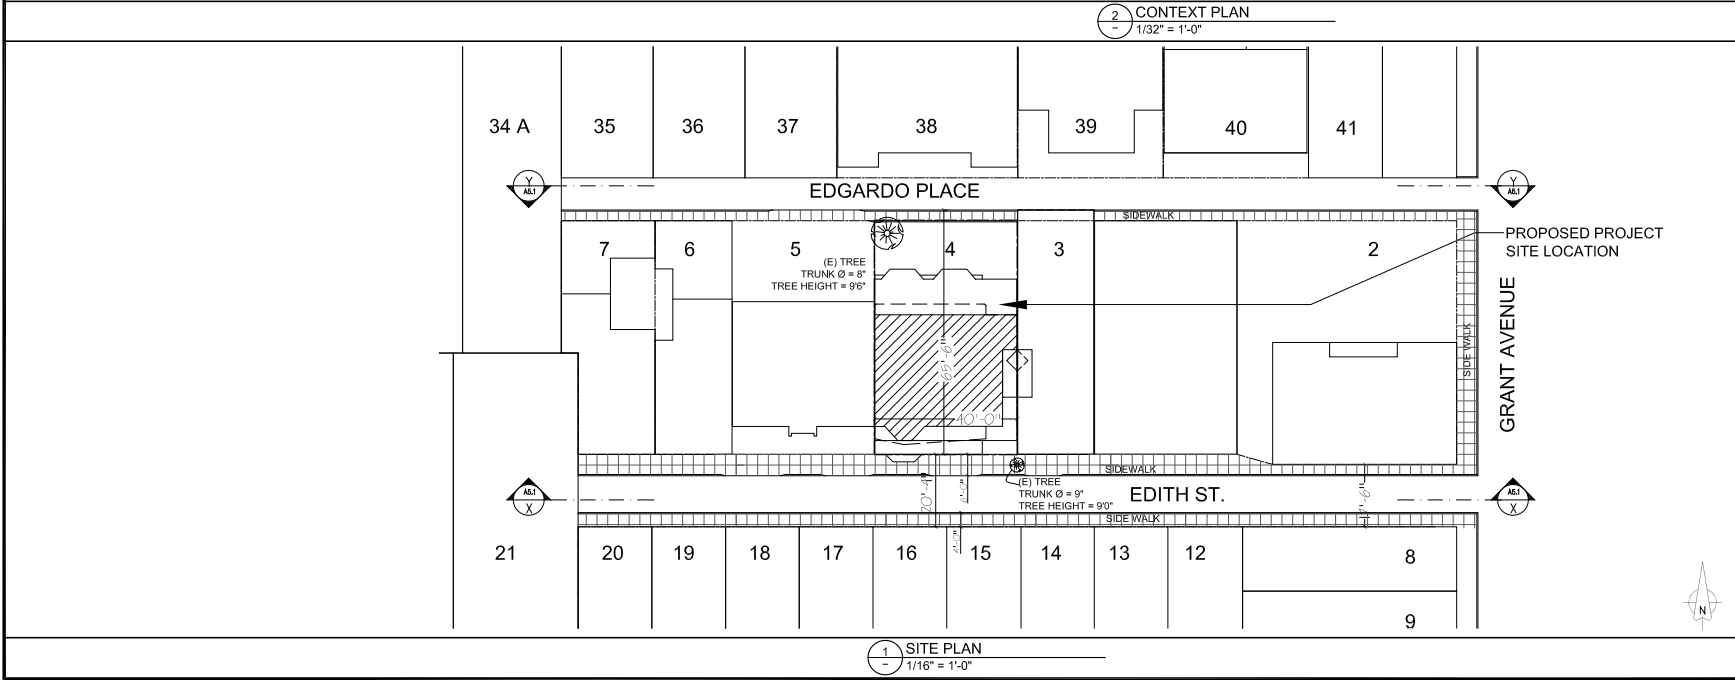 2
CONTEXT PLAN
-
1/32" = 1'-0"
34 A
35
36
37
38
39
40
41
Y
A5.1
EDGARDO PLACE
Y
A5.1
SIDEWALK
7
6
5
4
3
2
PROPOSED PROJECT
SITE LOCATION
(E) TREE
TRUNK Ø = 8"
TREE HEIGHT = 9'6"
GRANT AVENUE
SIDE WALK
65'-6"
40'-0"
SIDEWALK
A5.1
X
20'-4"
(E) TREE
TRUNK Ø = 9"
TREE HEIGHT = 9'0"
EDITH ST.
A5.1
X
SIDE WALK
4'-0"
21
20
19
18
17
16
15
14
13
12
8
9
N
1
SITE PLAN
-
1/16" = 1'-0"